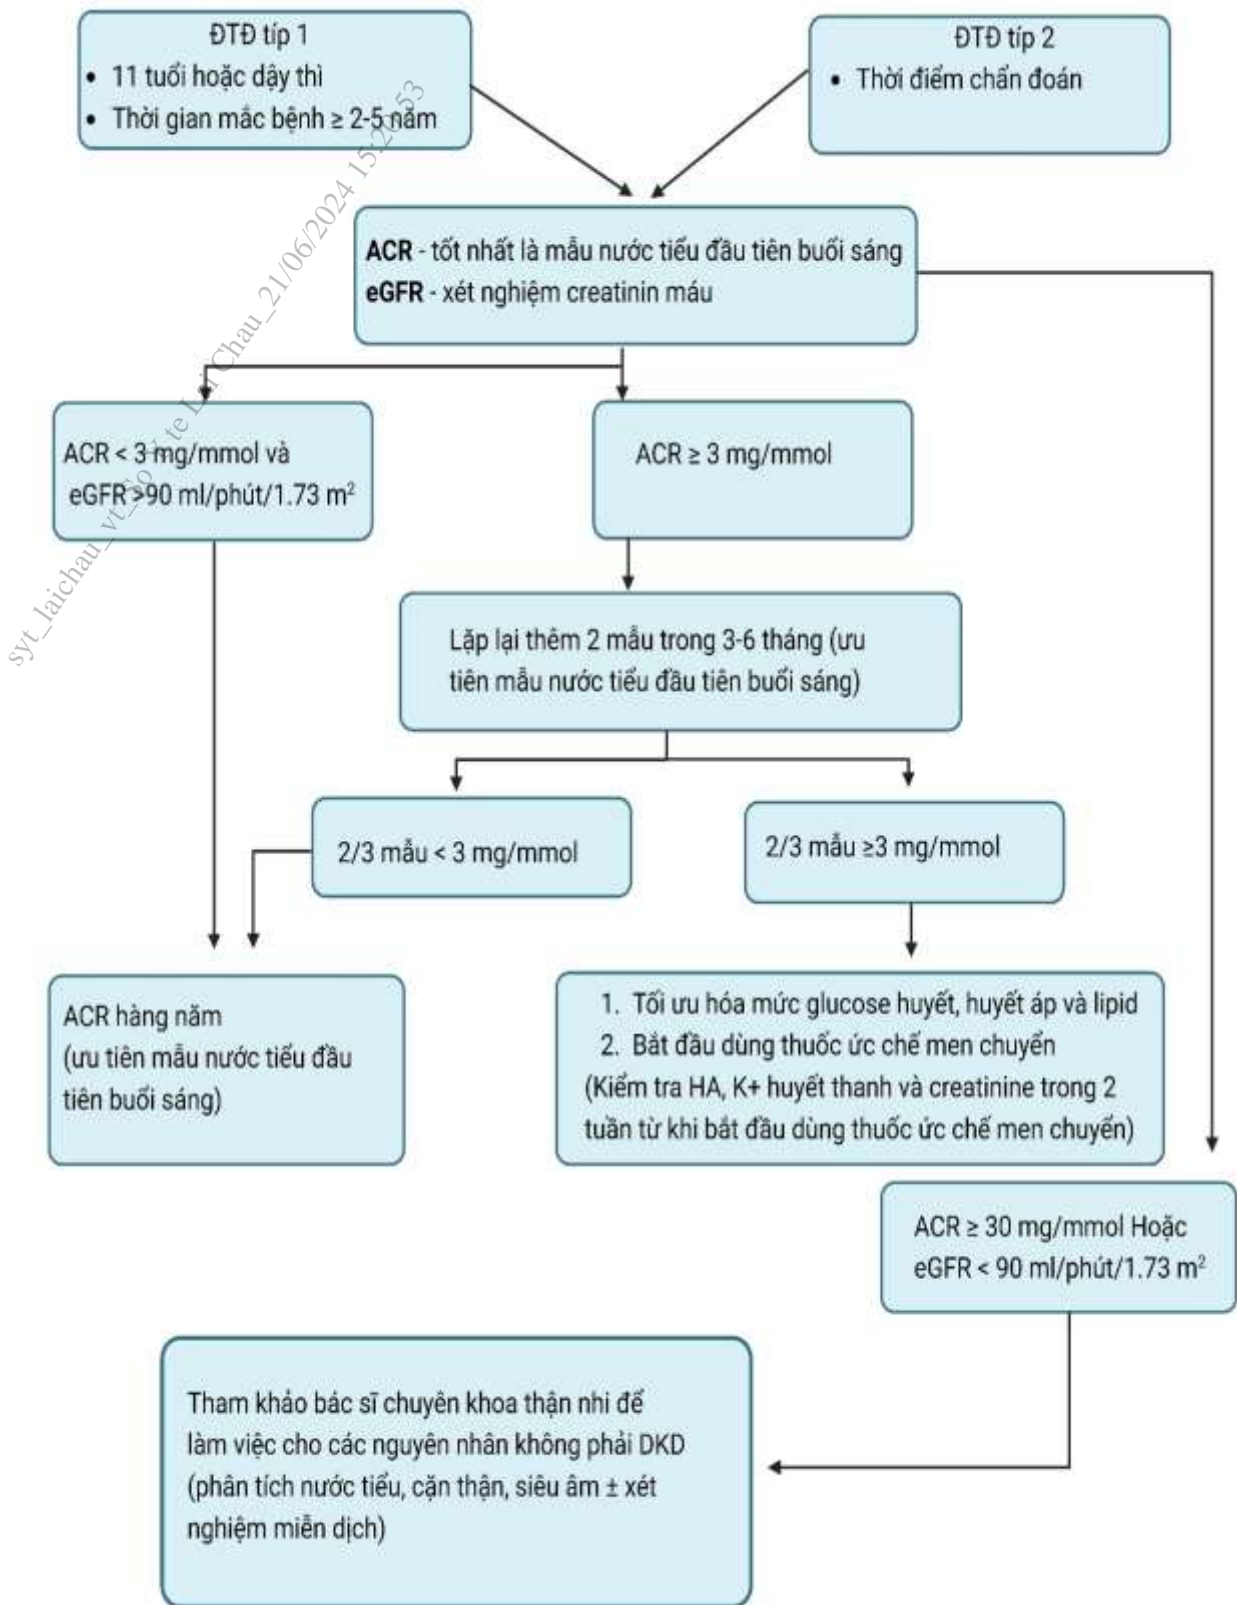 ĐTĐ típ 1
• 11 tuổi hoặc dậy thì
• Thời gian mắc bệnh ≥ 2-5 năm
ĐTĐ típ 2
• Thời điểm chẩn đoán
ACR - tốt nhất là mẫu nước tiểu đầu tiên buổi sáng
eGFR - xét nghiệm creatinin máu
ACR < 3 mg/mmol và
eGFR >90 ml/phút/1.73 m²
ACR ≥ 3 mg/mmol
Lặp lại thêm 2 mẫu trong 3-6 tháng (ưu
tiên mẫu nước tiểu đầu tiên buổi sáng)
2/3 mẫu < 3 mg/mmol
2/3 mẫu ≥3 mg/mmol
ACR hàng năm
(ưu tiên mẫu nước tiểu đầu
tiên buổi sáng)
1. Tối ưu hóa mức glucose huyết, huyết áp và lipid
2. Bắt đầu dùng thuốc ức chế men chuyển
(Kiểm tra HA, K+ huyết thanh và creatinine trong 2
tuần từ khi bắt đầu dùng thuốc ức chế men chuyển)
ACR ≥ 30 mg/mmol Hoặc
eGFR < 90 ml/phút/1.73 m²
Tham khảo bác sĩ chuyên khoa thận nhi để
làm việc cho các nguyên nhân không phải DKD
(phân tích nước tiểu, cặn thận, siêu âm ± xét
nghiệm miễn dịch)